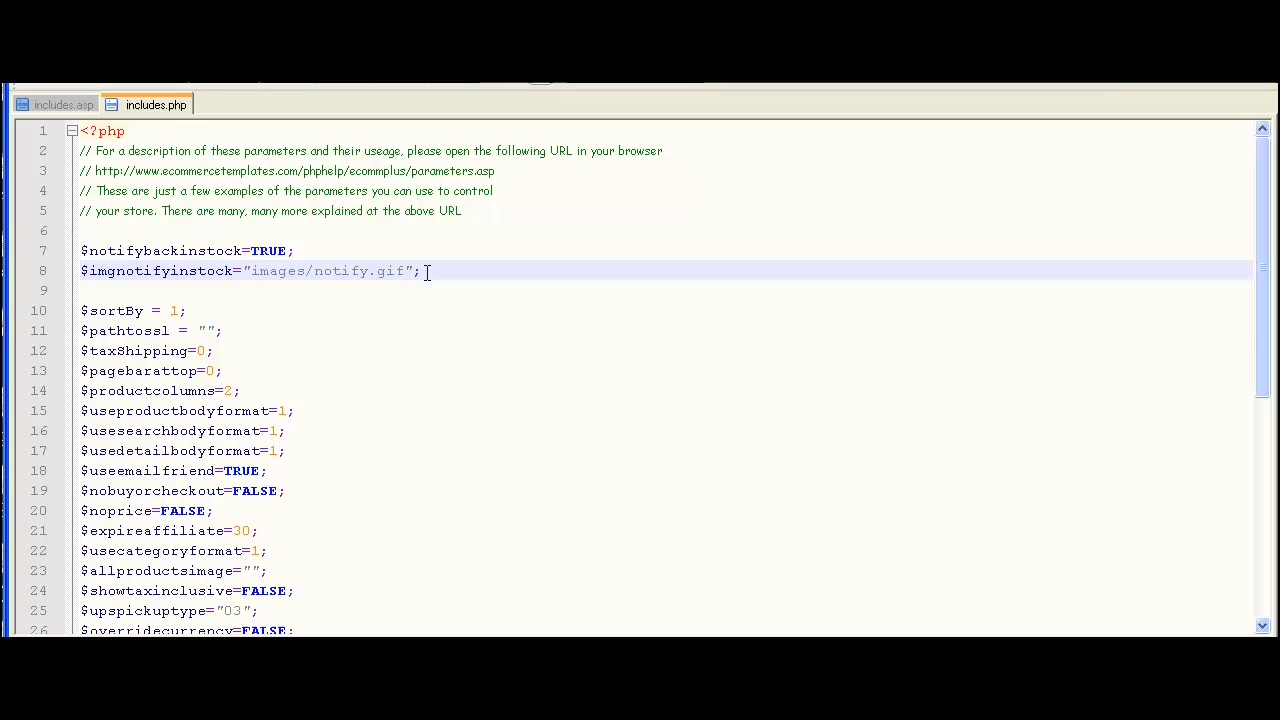 includes.asp includes.php
1 <?php
2 // For a description of these parameters and their useage, please open the following URL in your browser
3 // http://www.ecommercetemplates.com/phphelp/ecommplus/parameters.asp
4 // These are just a few examples of the parameters you can use to control
5 // your store. There are many, many more explained at the above URL
6
7 $notifybackinstock=TRUE;
8 $imgnotifyinstock="images/notify.gif";
9
10 $sortBy = 1;
11 $pathtossl = "";
12 $taxShipping=0;
13 $pagebarattop=0;
14 $productcolumns=2;
15 $useproductbodyformat=1;
16 $usesearchbodyformat=1;
17 $usedetailbodyformat=1;
18 $useemailfriend=TRUE;
19 $nobuyorcheckout=FALSE;
20 $noprice=FALSE;
21 $expireaffiliate=30;
22 $usecategoryformat=1;
23 $allproductsimage="";
24 $showtaxinclusive=FALSE;
25 $upspickuptype="03";
26 $overridecurrency=FALSE;